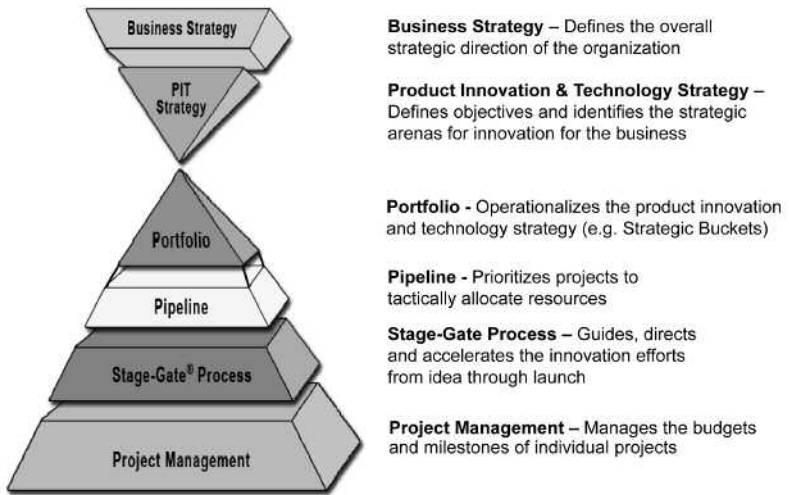 Business Strategy
Business Strategy – Defines the overall
strategic direction of the organization
PIT
Strategy
Product Innovation & Technology Strategy –
Defines objectives and identifies the strategic
arenas for innovation for the business
Portfolio
Portfolio - Operationalizes the product innovation
and technology strategy (e.g. Strategic Buckets)
Pipeline
Pipeline - Prioritizes projects to
tactically allocate resources
Stage-Gate® Process
Stage-Gate Process – Guides, directs
and accelerates the innovation efforts
from idea through launch
Project Management
Project Management – Manages the budgets
and milestones of individual projects